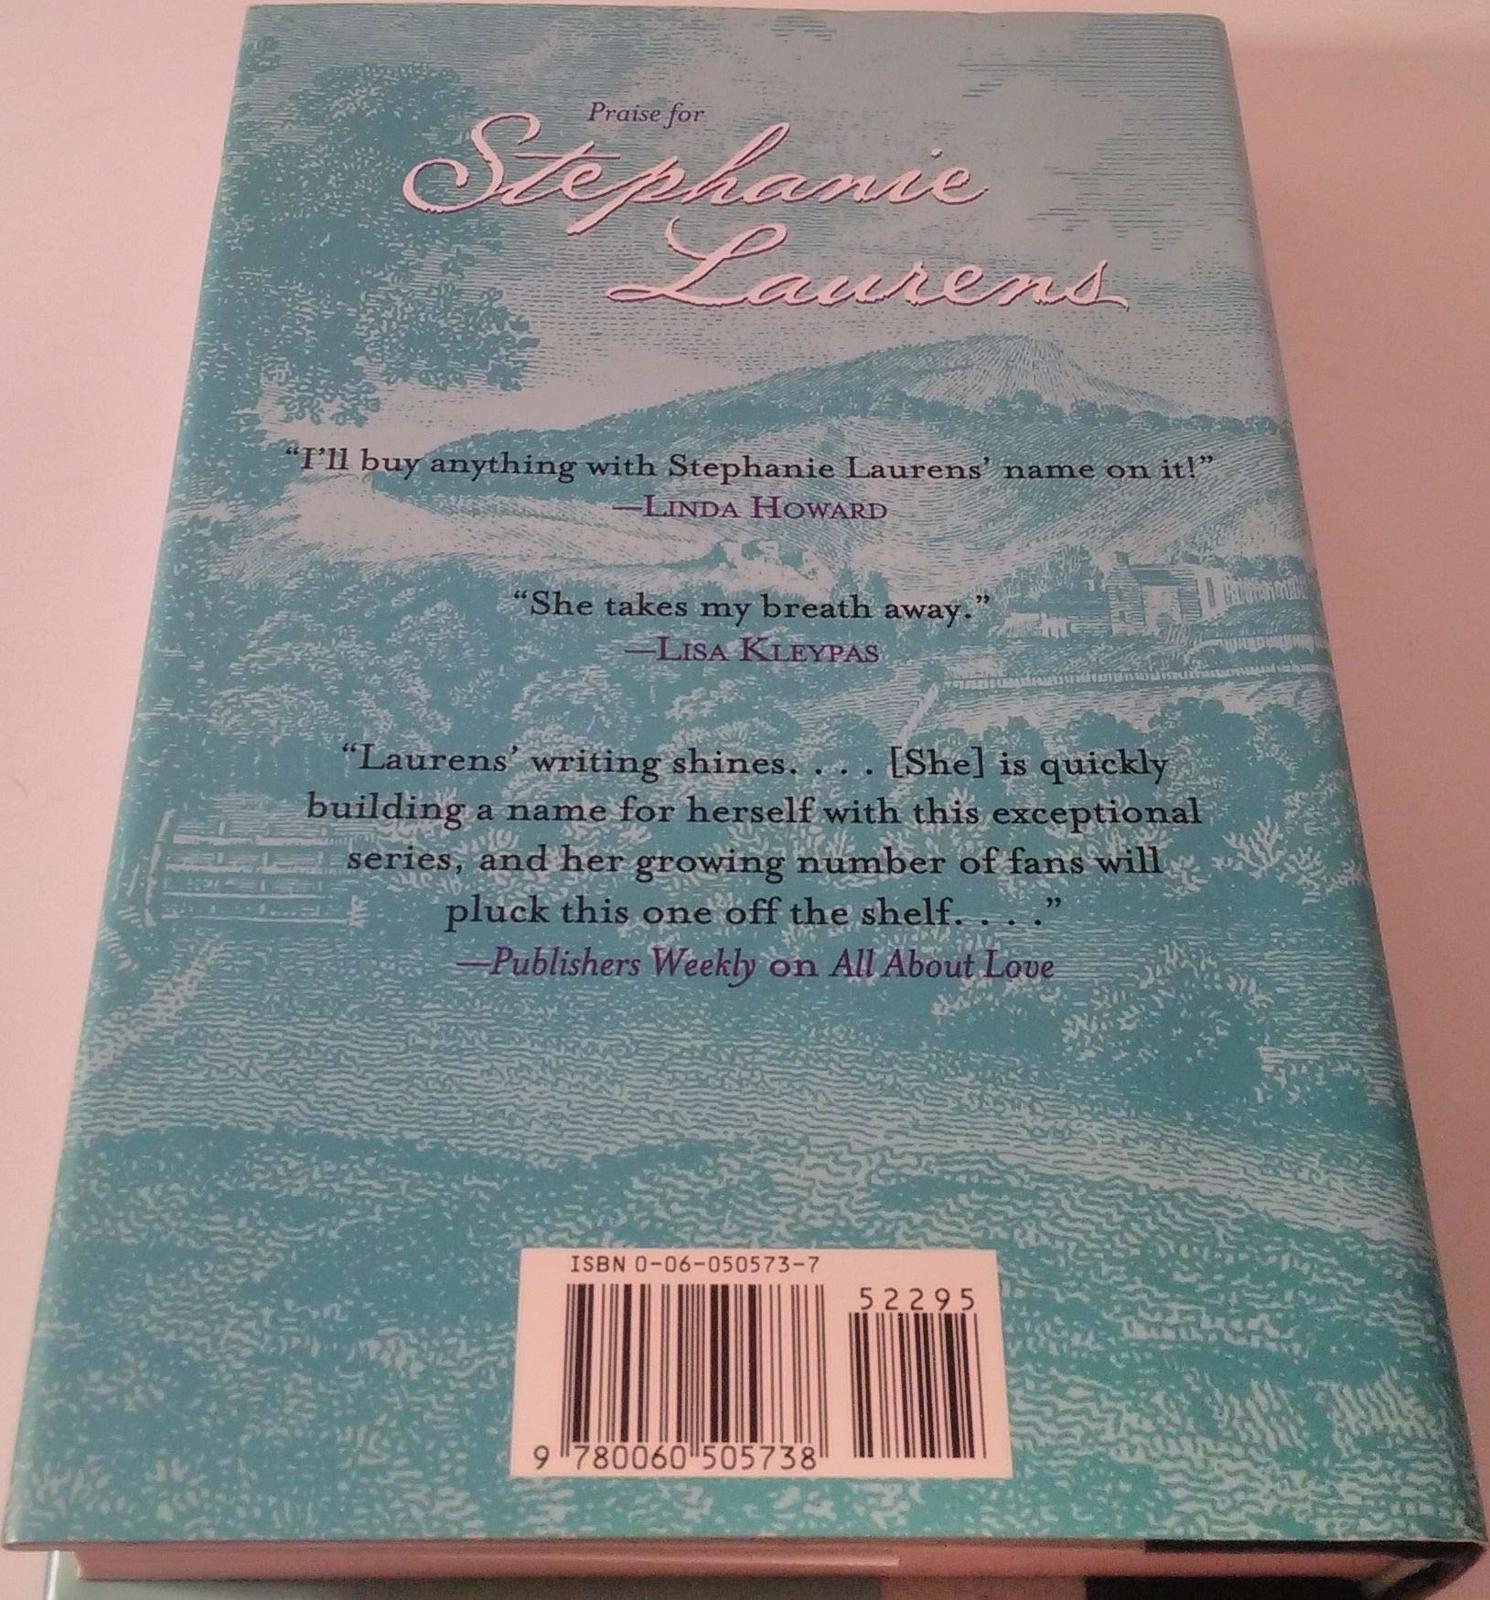 Praise for
Stephanie
Laurens
“I’ll buy anything with Stephanie Laurens’ name on it!”
—LINDA HOWARD
“She takes my breath away.”
—LISA KLEYPAS
“Laurens’ writing shines. . . . [She] is quickly
building a name for herself with this exceptional
series, and her growing number of fans will
pluck this one off the shelf. . . .”
—Publishers Weekly on All About Love
ISBN 0-06-050573-7
52295
9 780060 505738